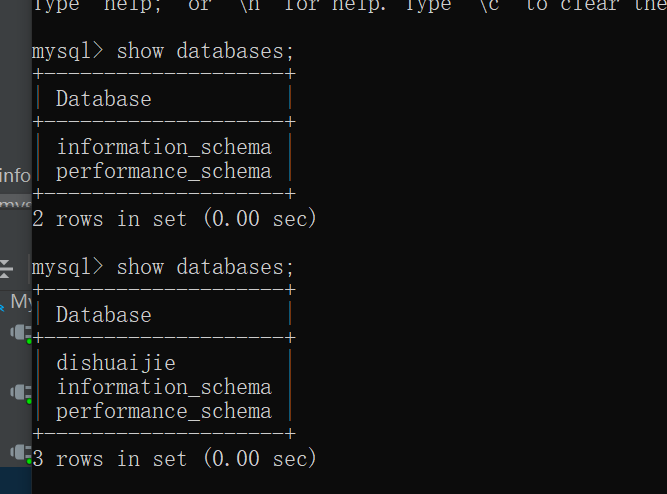 Type 'help;' or '\h' for help. Type '\c' to clear the
mysql> show databases;
+--------------------+
| Database           |
+--------------------+
| information_schema |
| performance_schema |
+--------------------+
2 rows in set (0.00 sec)
mysql> show databases;
+--------------------+
| Database           |
+--------------------+
| dishuaijie         |
| information_schema |
| performance_schema |
+--------------------+
3 rows in set (0.00 sec)
info
My